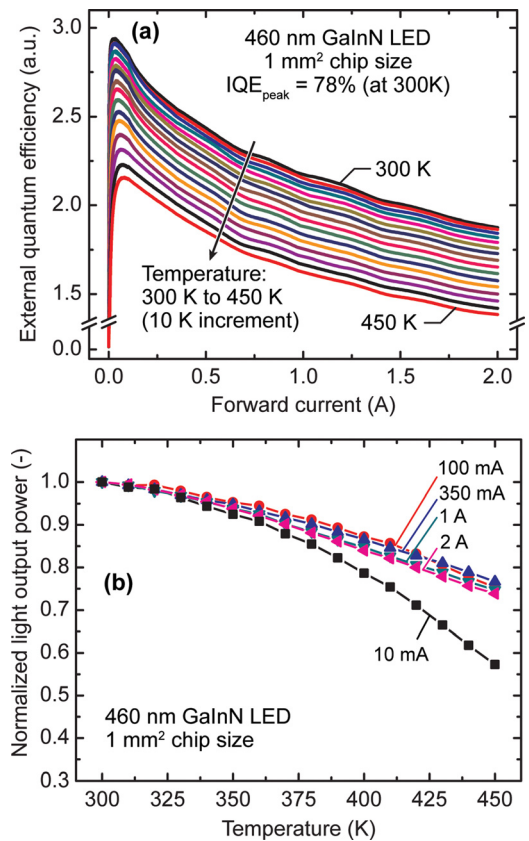 (a)
460 nm GaInN LED
1 mm² chip size
IQEpeak = 78% (at 300K)
External quantum efficiency (a.u.)
3.0
2.5
2.0
1.5
0.0
300 K
Temperature:
300 K to 450 K
(10 K increment)
450 K
0.0 0.5 1.0 1.5 2.0
Forward current (A)
Normalized light output power (-)
1.0
0.9
0.8
0.7
0.6
0.5
0.4
0.3
100 mA
350 mA
1 A
2 A
(b)
10 mA
460 nm GaInN LED
1 mm² chip size
300 325 350 375 400 425 450
Temperature (K)